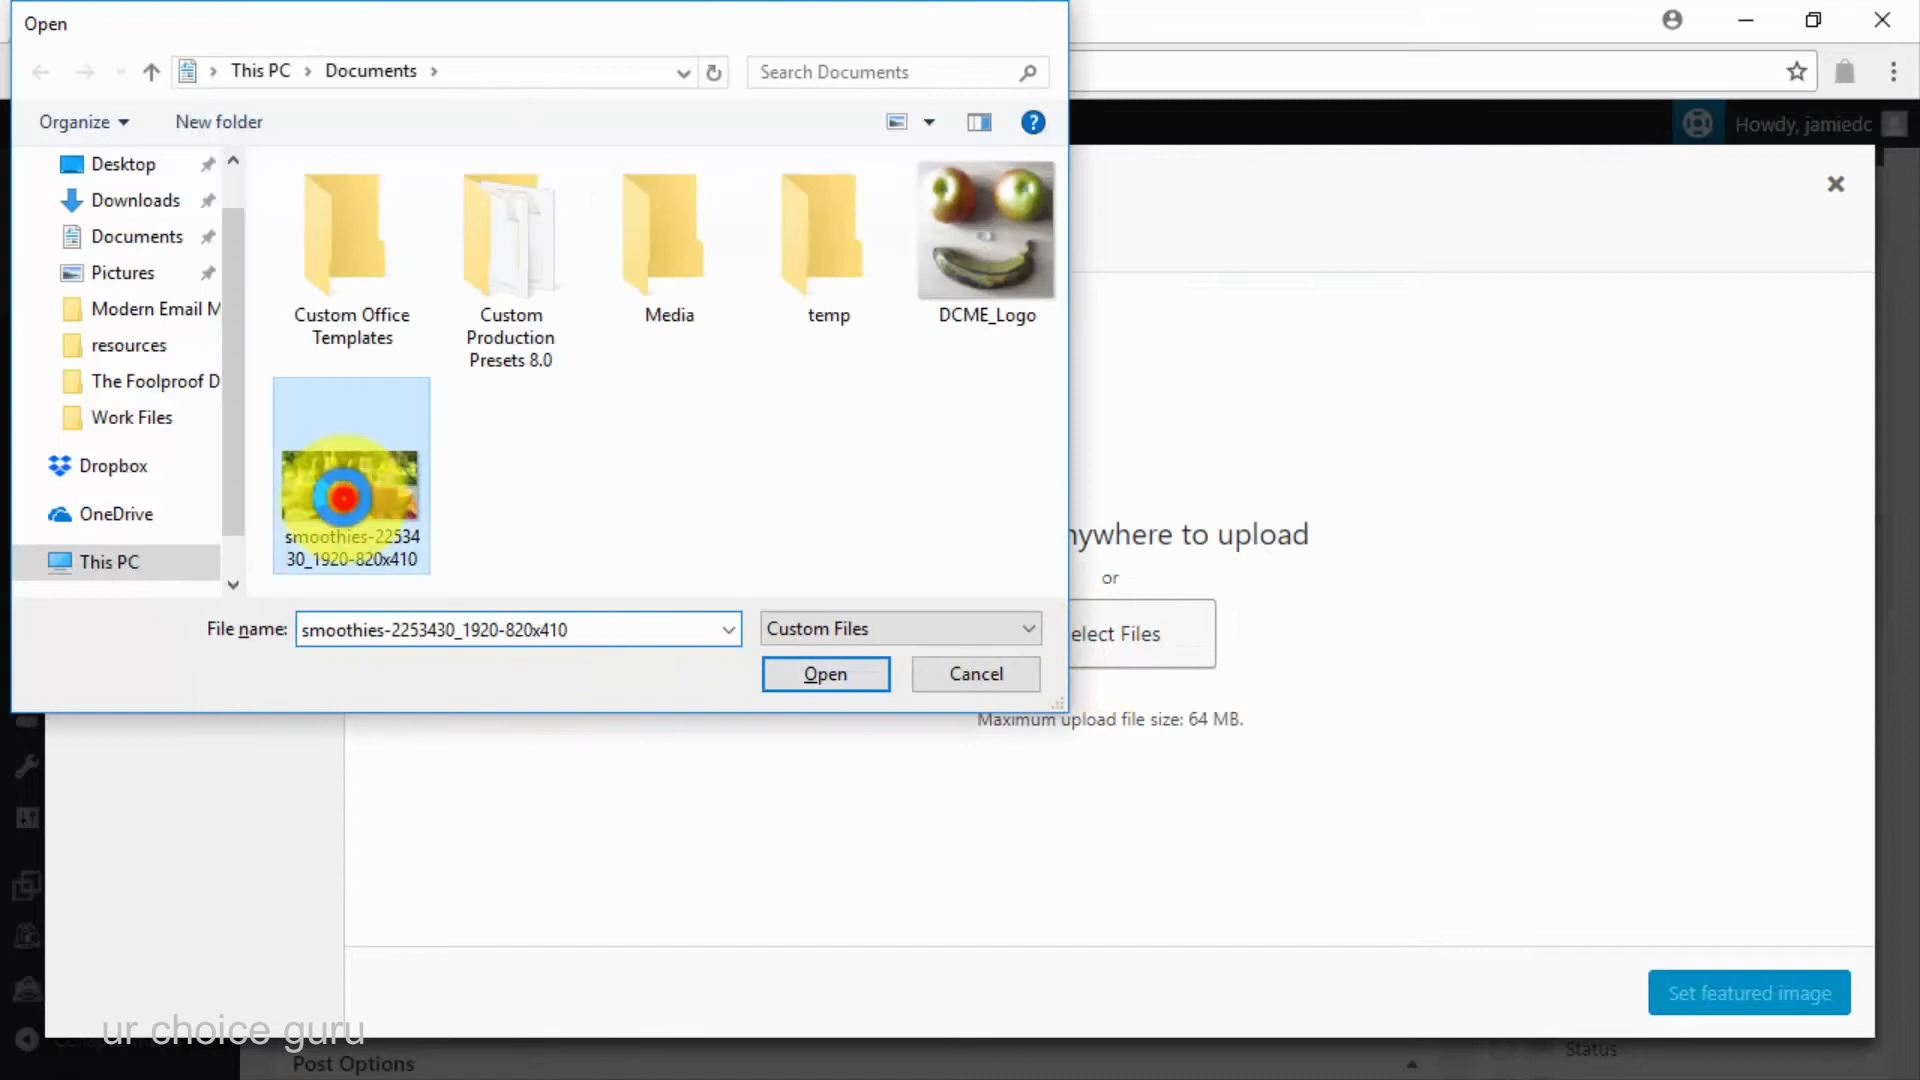 Open
This PC
Documents
Search Documents
Organize
New folder
Howdy, jamiedc
Desktop
Downloads
Documents
Pictures
Modern Email M
resources
The Foolproof D
Work Files
Dropbox
OneDrive
This PC
Custom Office
Templates
Custom
Production
Presets 8.0
Media
temp
DCME_Logo
smoothies-22534
30_1920-820x410
nywhere to upload
or
elect Files
Maximum upload file size: 64 MB.
File name:
smoothies-2253430_1920-820x410
Custom Files
Open
Cancel
Set featured image
ur choice guru
Post Options
Status